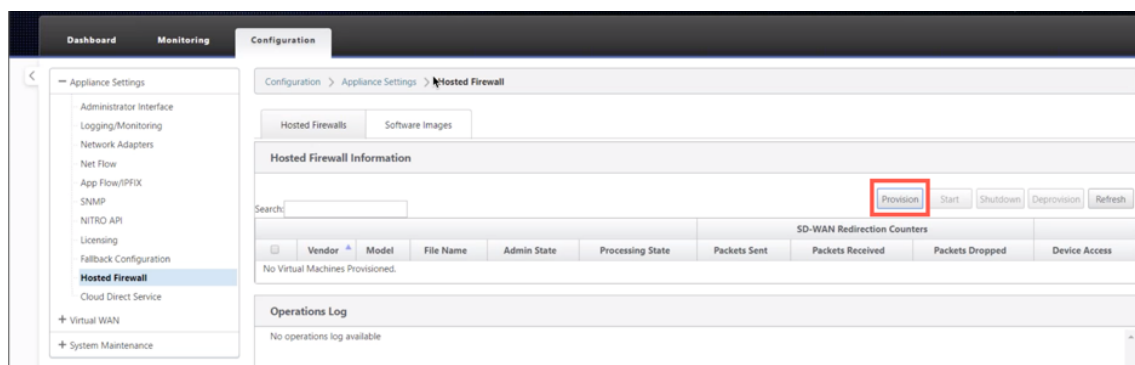 Dashboard Monitoring Configuration
Configuration > Appliance Settings > Hosted Firewall
− Appliance Settings
Administrator Interface
Logging/Monitoring
Network Adapters
Net Flow
App Flow/IPFIX
SNMP
NITRO API
Licensing
Fallback Configuration
Hosted Firewall
Cloud Direct Service
+ Virtual WAN
+ System Maintenance
Hosted Firewalls Software Images
Hosted Firewall Information
Provision Start Shutdown Deprovision Refresh
Search:
SD-WAN Redirection Counters
Vendor Model File Name Admin State Processing State Packets Sent Packets Received Packets Dropped Device Access
No Virtual Machines Provisioned.
Operations Log
No operations log available